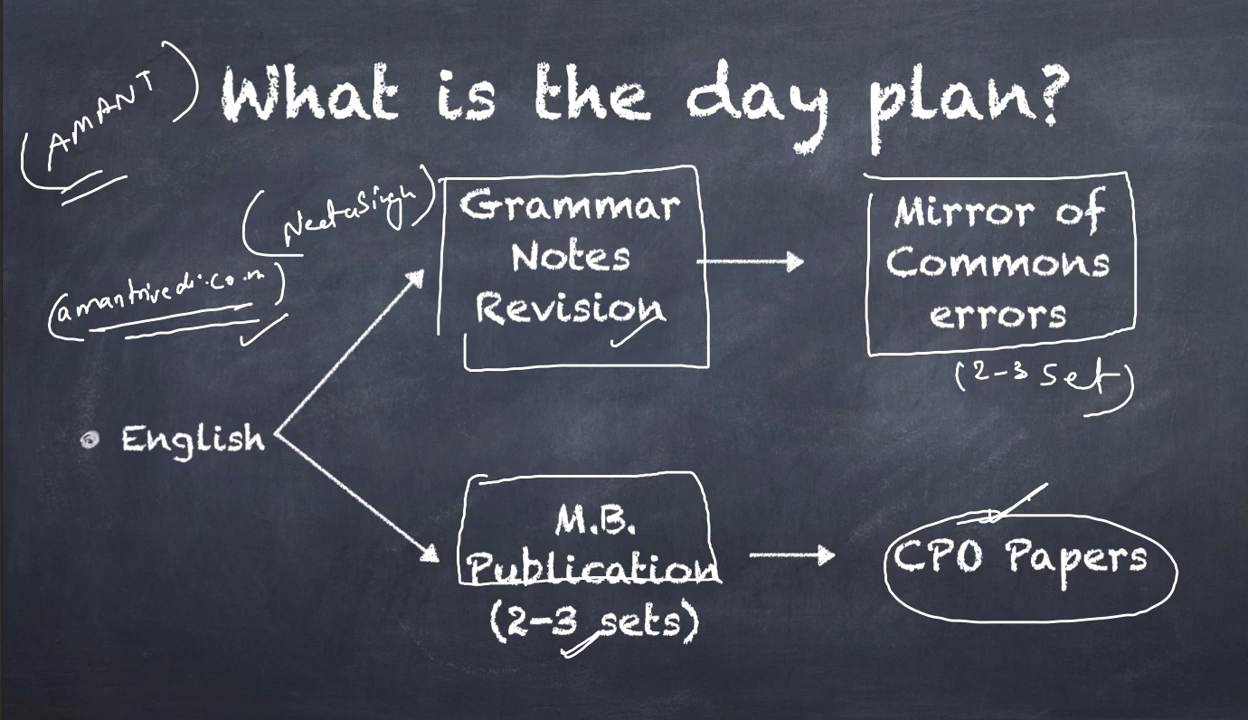 (AMANT)
What is the day plan?
(NeetuSingh)
Grammar
Notes
Revision
Mirror of
Commons
errors
(2-3 Set)
(amantrivedi.co.m)
English
M.B.
Publication
(2-3 sets)
CPO Papers